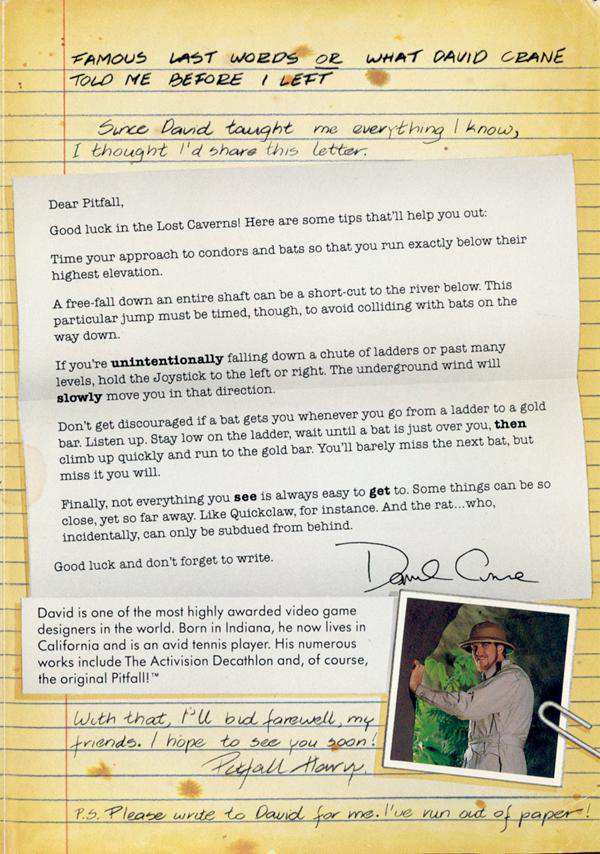 FAMOUS LAST WORDS OR WHAT DAVID CRANE
TOLD ME BEFORE I LEFT
Since David taught me everything I know,
I thought I'd share this letter.
Dear Pitfall,
Good luck in the Lost Caverns! Here are some tips that'll help you out:
Time your approach to condors and bats so that you run exactly below their
highest elevation.
A free-fall down an entire shaft can be a short-cut to the river below. This
particular jump must be timed, though, to avoid colliding with bats on the
way down.
If you're unintentionally falling down a chute of ladders or past many
levels, hold the Joystick to the left or right. The underground wind will
slowly move you in that direction.
Don't get discouraged if a bat gets you whenever you go from a ladder to a gold
bar. Listen up. Stay low on the ladder, wait until a bat is just over you, then
climb up quickly and run to the gold bar. You'll barely miss the next bat, but
miss it you will.
Finally, not everything you see is always easy to get to. Some things can be so
close, yet so far away. Like Quickclaw, for instance. And the rat...who,
incidentally, can only be subdued from behind.
Good luck and don't forget to write.
David Crane
David is one of the most highly awarded video game
designers in the world. Born in Indiana, he now lives in
California and is an avid tennis player. His numerous
works include The Activision Decathlon and, of course,
the original Pitfall!™
With that, I'll bid farewell, my
friends. I hope to see you soon!
Pitfall Harry
P.S. Please write to David for me. I've run out of paper!